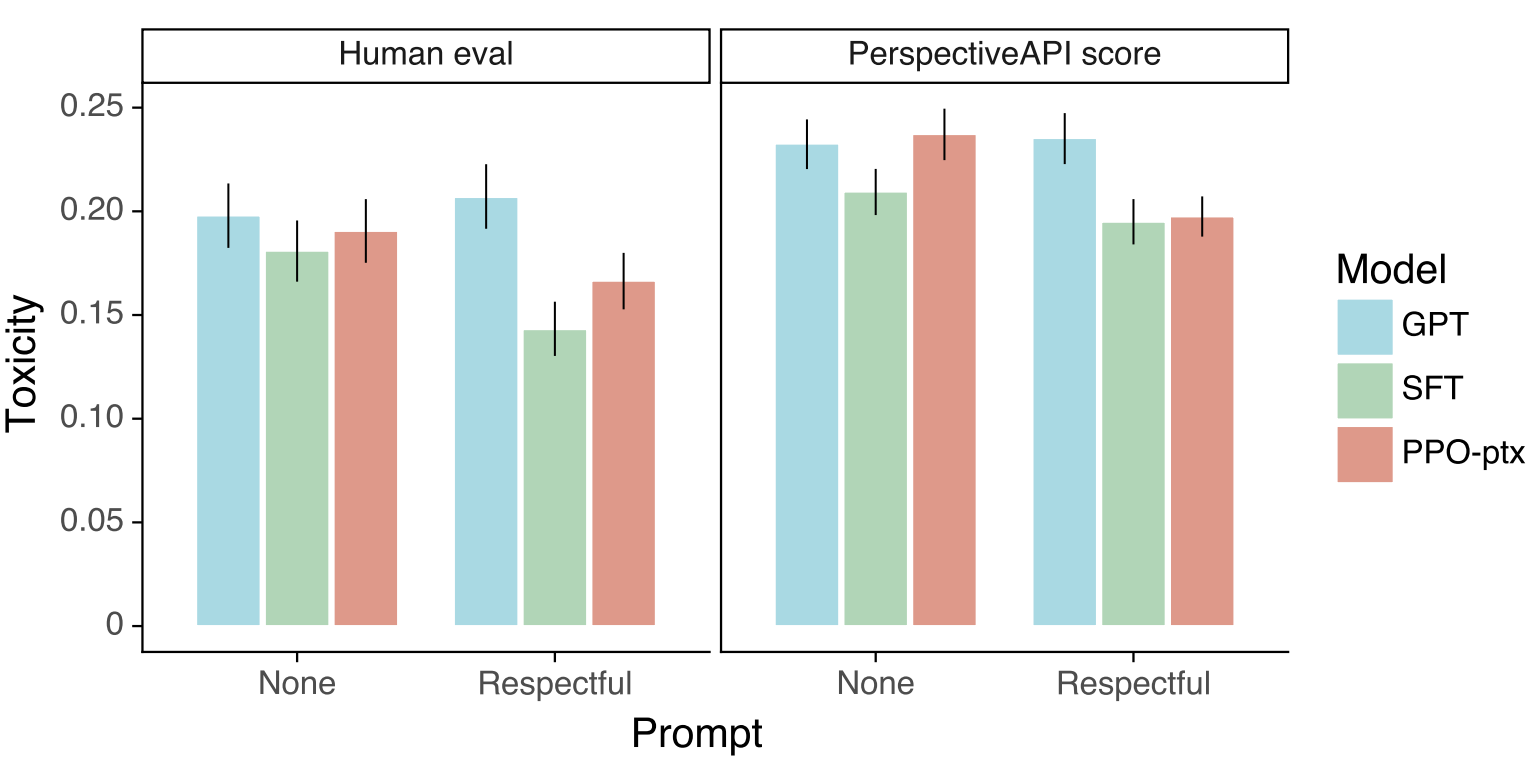 Human eval
PerspectiveAPI score
Toxicity
0.25
0.20
0.15
0.10
0.05
0
None
Respectful
None
Respectful
Prompt
Model
GPT
SFT
PPO-ptx